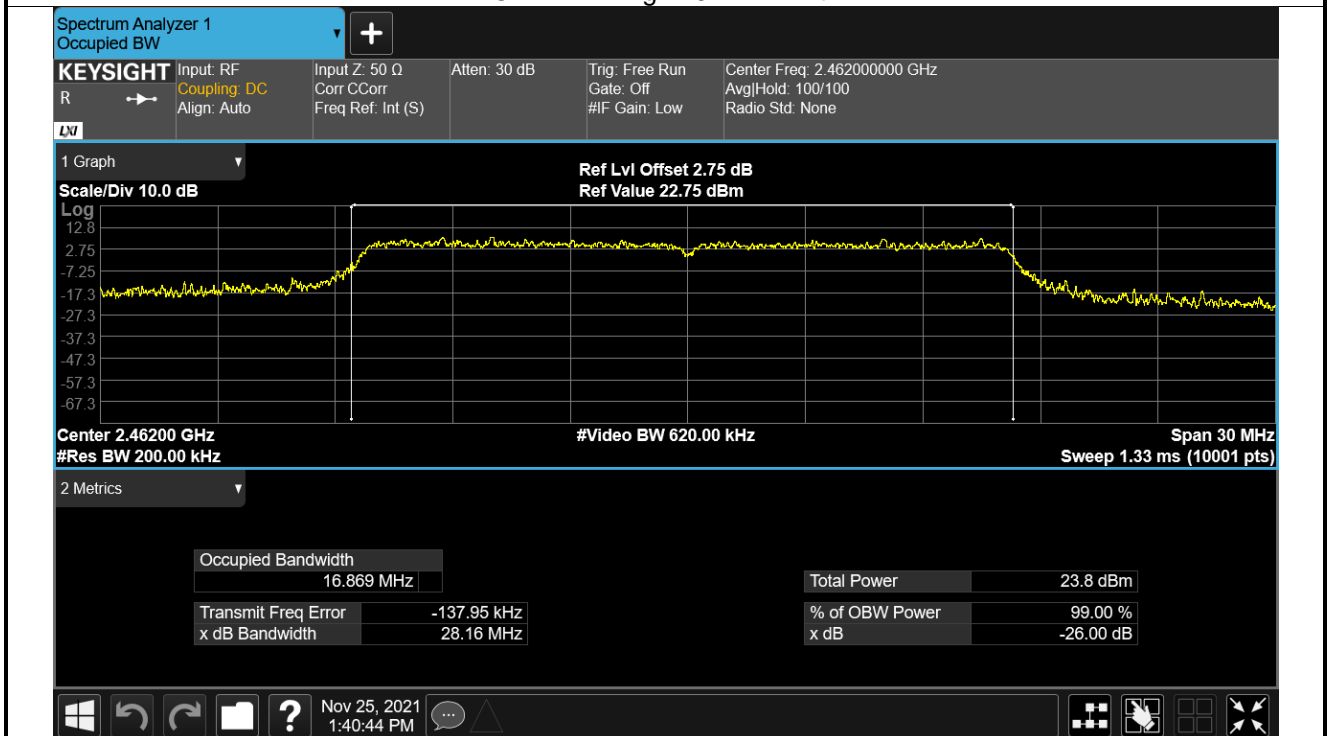 Spectrum Analyzer 1
Occupied BW
+
KEYSIGHT
R
LXI
Input: RF
Coupling: DC
Align: Auto
Input Z: 50 Ω
Corr CCorr
Freq Ref: Int (S)
Atten: 30 dB
Trig: Free Run
Gate: Off
#IF Gain: Low
Center Freq: 2.462000000 GHz
Avg|Hold: 100/100
Radio Std: None
1 Graph
Ref Lvl Offset 2.75 dB
Scale/Div 10.0 dB
Ref Value 22.75 dBm
Log
12.8
2.75
-7.25
-17.3
-27.3
-37.3
-47.3
-57.3
-67.3
Center 2.46200 GHz
#Video BW 620.00 kHz
Span 30 MHz
#Res BW 200.00 kHz
Sweep 1.33 ms (10001 pts)
2 Metrics
Occupied Bandwidth
16.869 MHz
Total Power 23.8 dBm
Transmit Freq Error -137.95 kHz
% of OBW Power 99.00 %
x dB Bandwidth 28.16 MHz
x dB -26.00 dB
?
Nov 25, 2021
1:40:44 PM